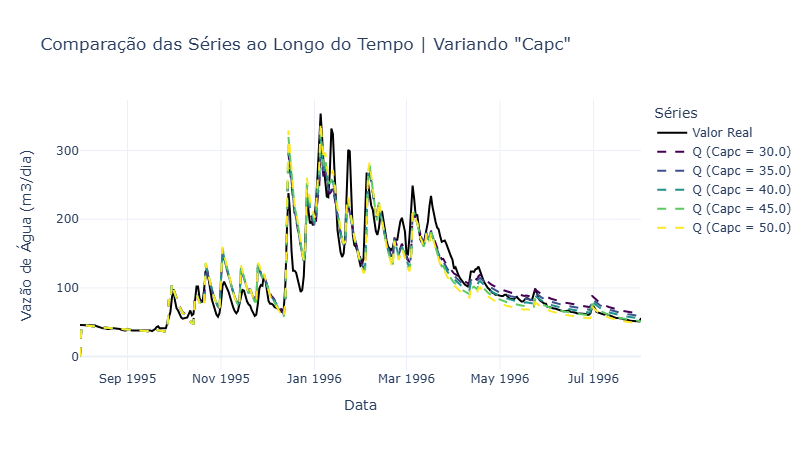 Comparação das Séries ao Longo do Tempo | Variando "Capc"
Vazão de Água (m3/dia)
300
200
100
0
Sep 1995
Nov 1995
Jan 1996
Mar 1996
May 1996
Jul 1996
Data
Séries
Valor Real
Q (Capc = 30.0)
Q (Capc = 35.0)
Q (Capc = 40.0)
Q (Capc = 45.0)
Q (Capc = 50.0)